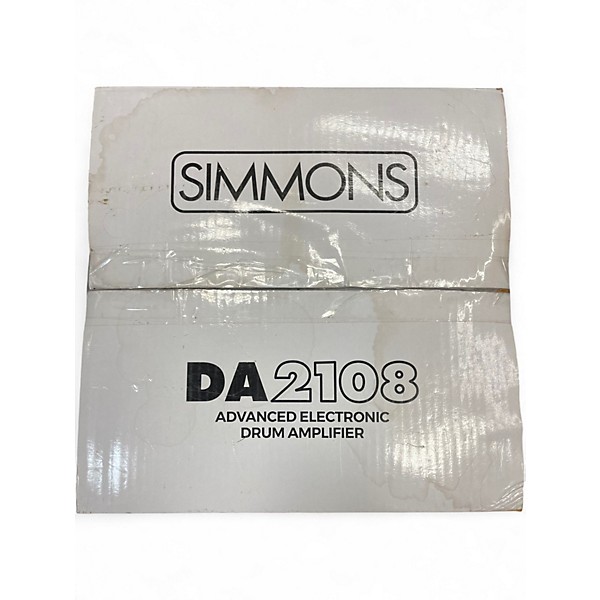 SIMMONS
DA2108
ADVANCED ELECTRONIC
DRUM AMPLIFIER